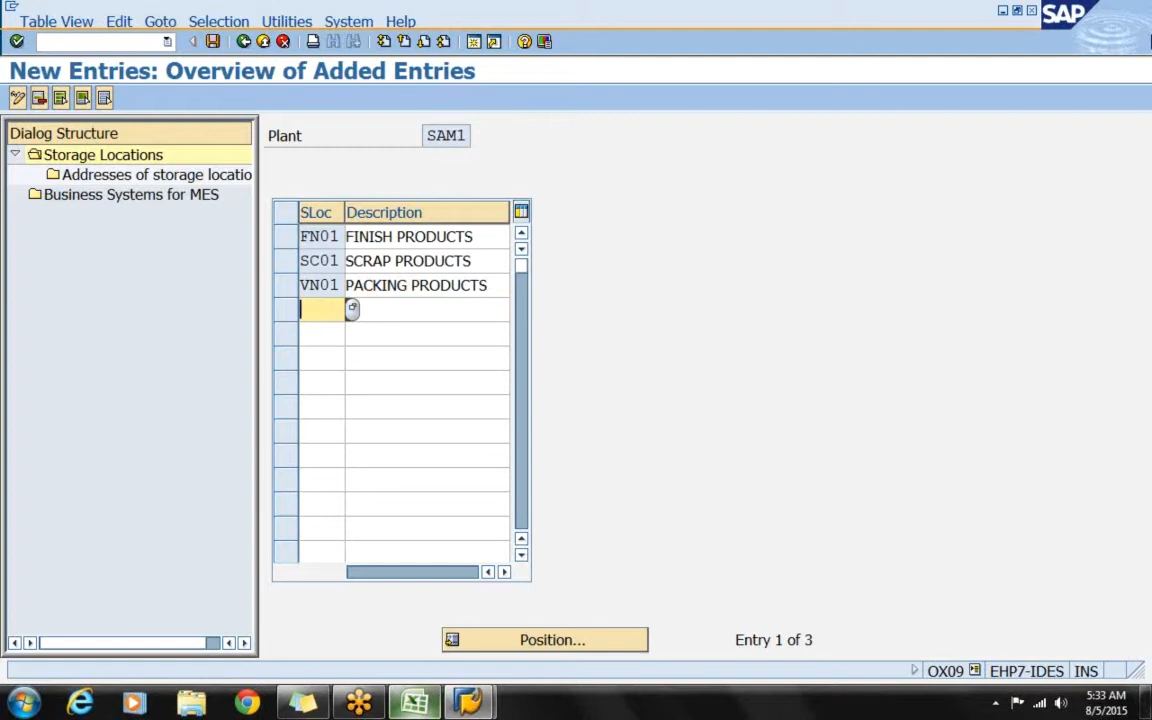 Table View Edit Goto Selection Utilities System Help
SAP
New Entries: Overview of Added Entries
Dialog Structure
Storage Locations
Addresses of storage locatio
Business Systems for MES
Plant SAM1
SLoc Description
FN01 FINISH PRODUCTS
SC01 SCRAP PRODUCTS
VN01 PACKING PRODUCTS
Position... Entry 1 of 3
OX09 EHP7-IDES INS
5:33 AM
8/5/2015